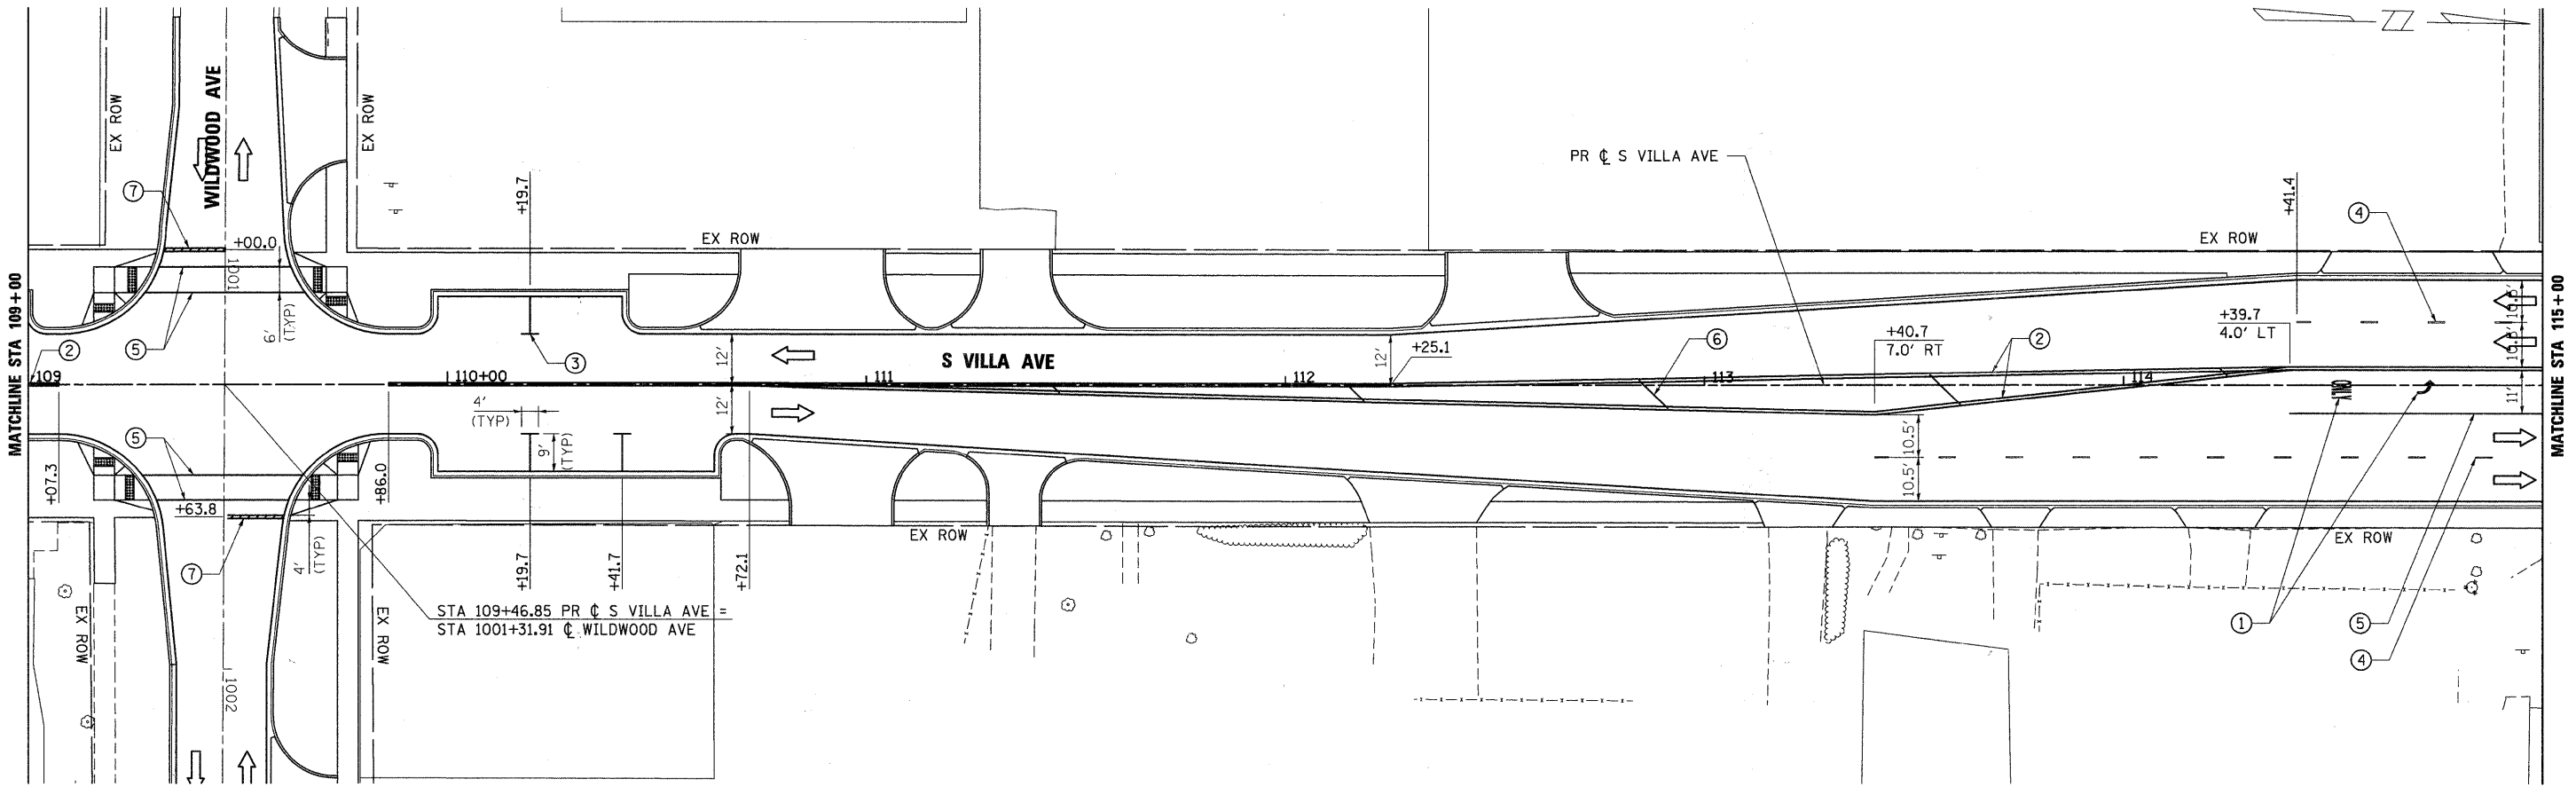 MATCHLINE STA 109+00
EX ROW
WILDWOOD AVE
EX ROW
7
+00.0
1001
6'
(TYP)
5
2
109
+19.7
3
EX ROW
12'
S VILLA AVE
110+00
111
112
12'
+25.1
PR ℄ S VILLA AVE
6
113
+40.7
7.0' RT
2
+39.7
4.0' LT
114
+41.4
4
EX ROW
10.5'
10.5'
ONLY
11'
MATCHLINE STA 115+00
5
+07.3
+63.8
7
4'
(TYP)
+86.0
4'
(TYP)
9'
(TYP)
12'
+19.7
+41.7
+72.1
10.5'
10.5'
EX ROW
EX ROW
1
5
4
STA 109+46.85 PR ℄ S VILLA AVE =
STA 1001+31.91 ℄ WILDWOOD AVE
EX ROW
EX ROW
1002